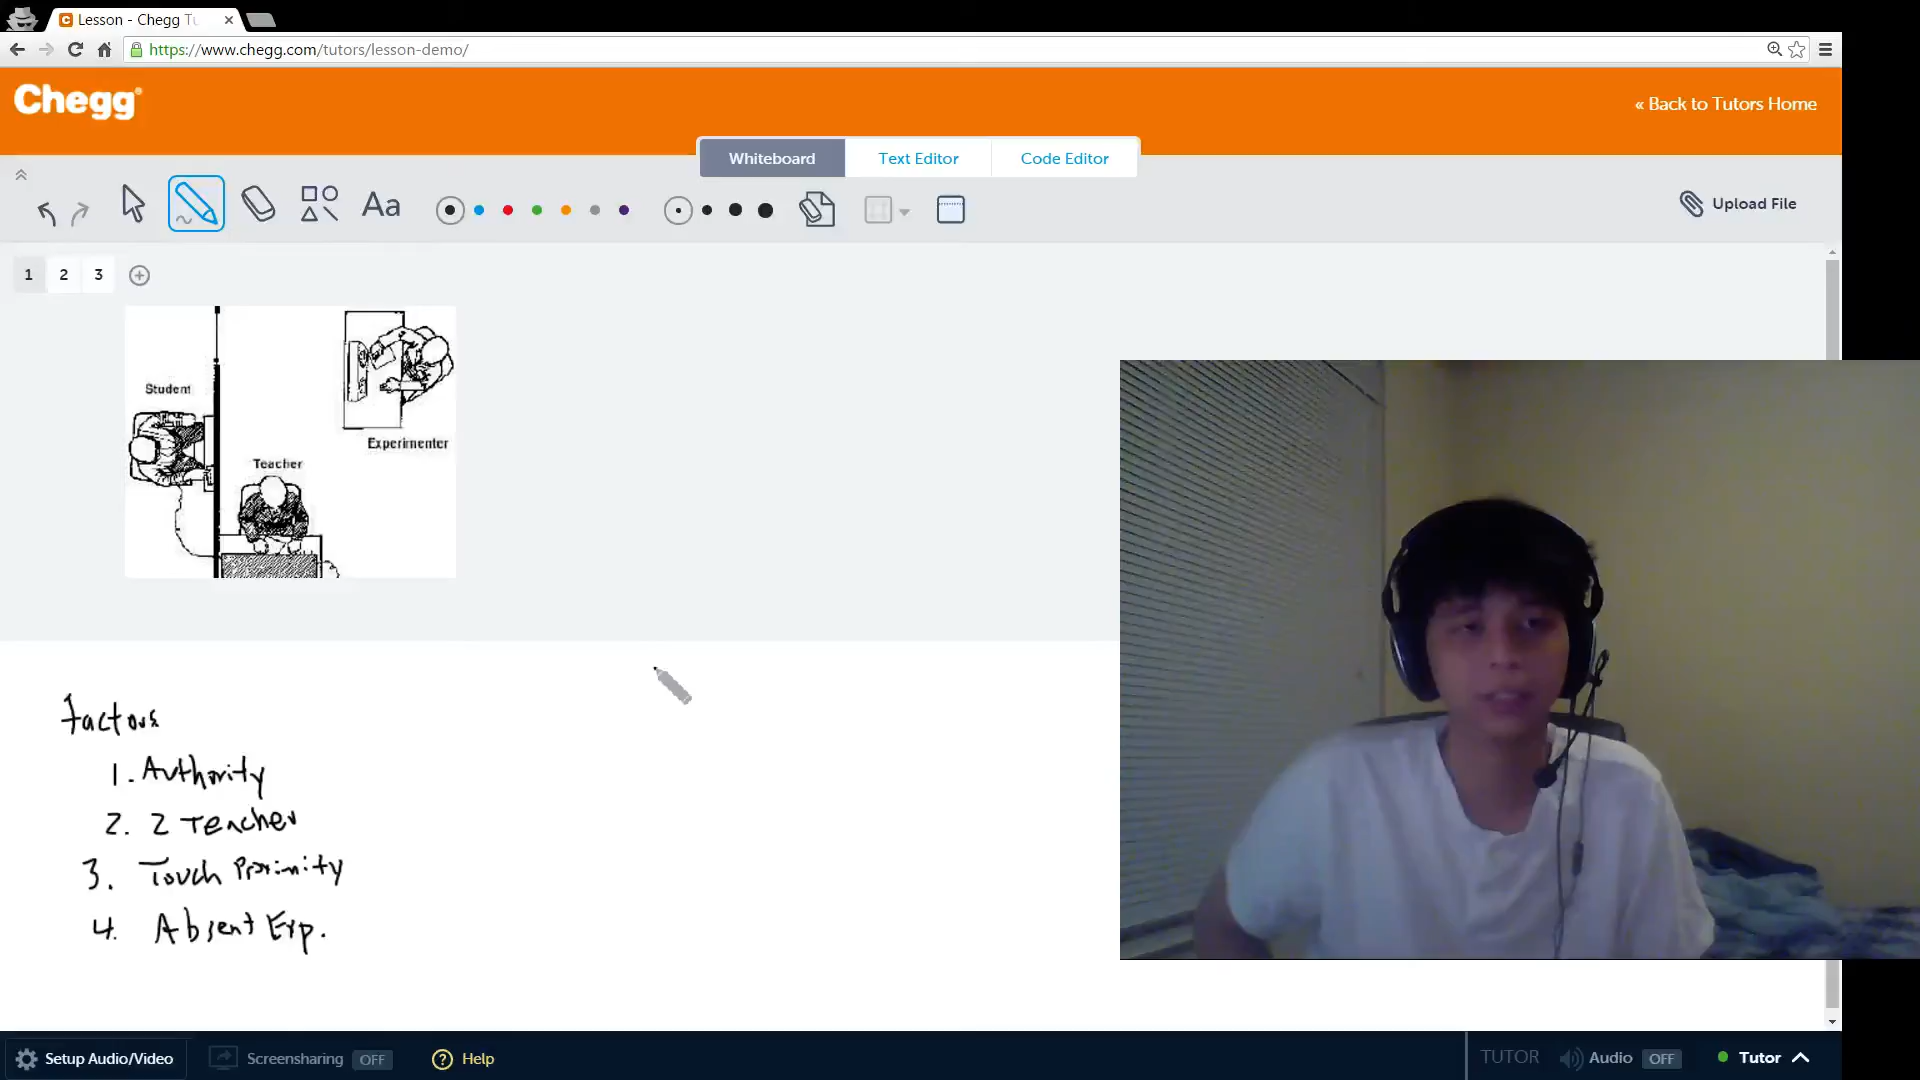 Lesson - Chegg Tu
https://www.chegg.com/tutors/lesson-demo/
Chegg
« Back to Tutors Home
Whiteboard Text Editor Code Editor
Aa
Upload File
1 2 3
Student
Experimenter
Teacher
Factors
1. Authority
2. 2 Teacher
3. Touch Proximity
4. Absent Exp.
Setup Audio/Video Screensharing OFF ? Help TUTOR Audio OFF Tutor